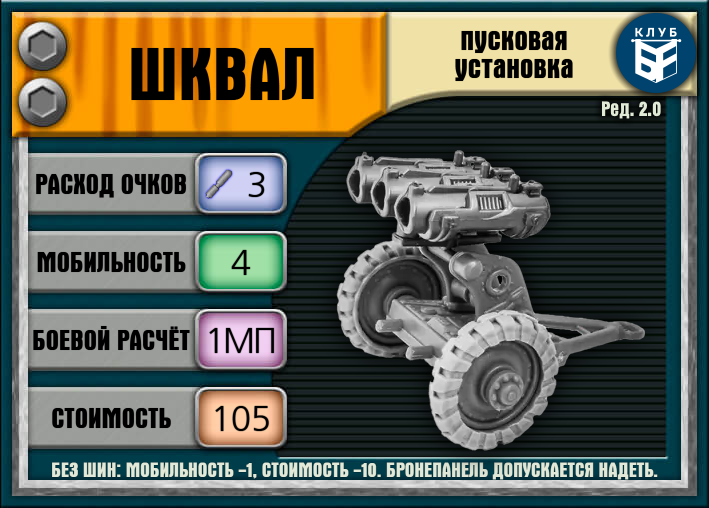 ШКВАЛ
ПУСКОВАЯ
УСТАНОВКА
КЛУБ
Ред. 2.0
РАСХОД ОЧКОВ 3
МОБИЛЬНОСТЬ 4
БОЕВОЙ РАСЧЁТ 1МП
СТОИМОСТЬ 105
БЕЗ ШИН: МОБИЛЬНОСТЬ –1, СТОИМОСТЬ –10. БРОНЕПАНЕЛЬ ДОПУСКАЕТСЯ НАДЕТЬ.